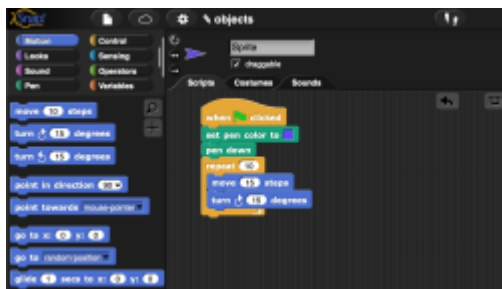 Snap!
objects
Motion
Control
Looks
Sensing
Sound
Operators
Pen
Variables
Sprite
draggable
Scripts
Costumes
Sounds
move 10 steps
turn 15 degrees
turn 15 degrees
point in direction 90
point towards mouse-pointer
go to x: 0 y: 0
go to random position
glide 1 secs to x: 0 y: 0
when clicked
set pen color to
pen down
repeat 10
move 15 steps
turn 15 degrees